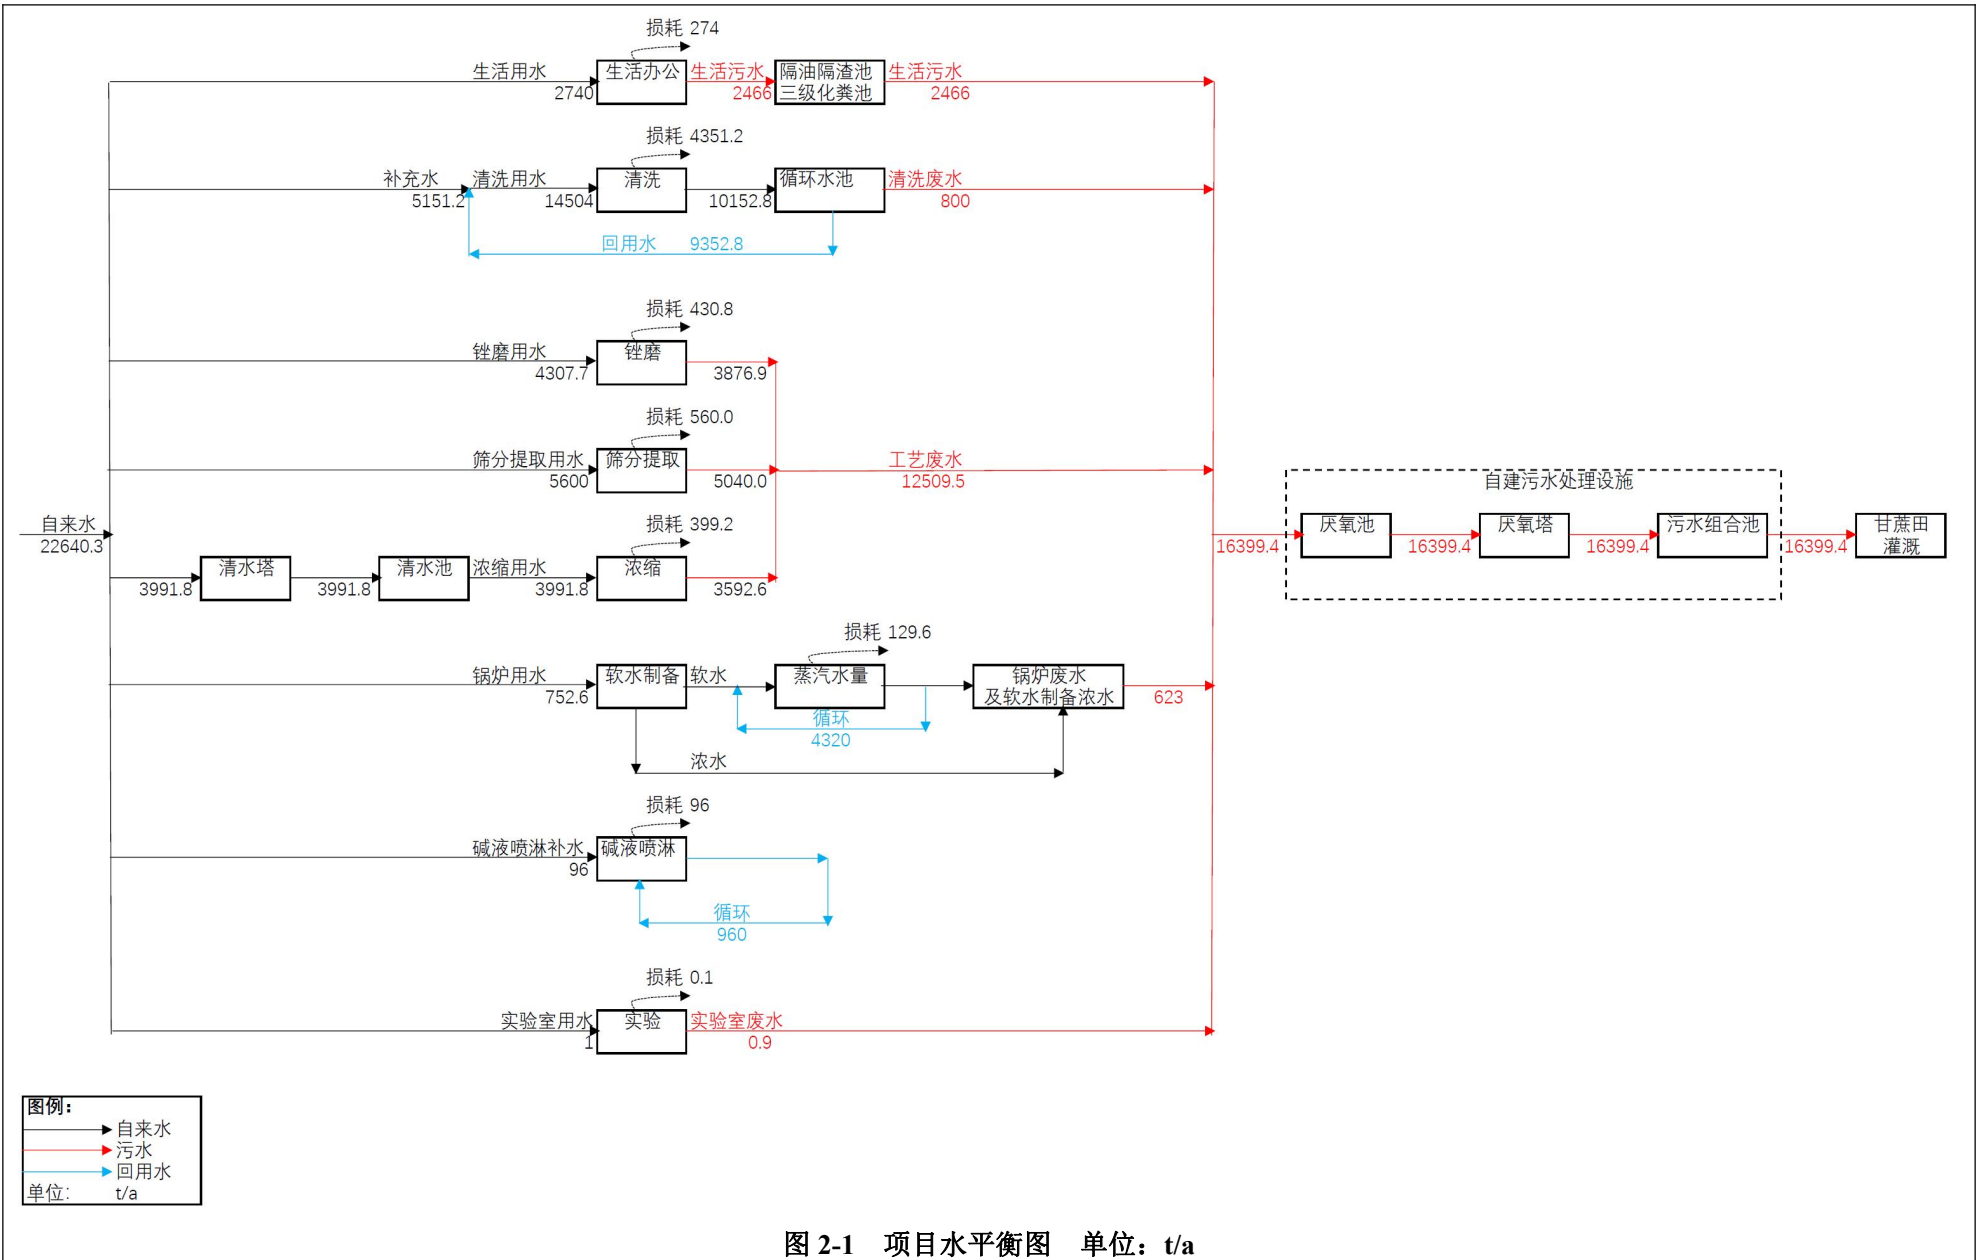 损耗 274
生活用水
2740
生活办公
生活污水
2466
隔油隔渣池
三级化粪池
生活污水
2466
损耗 4351.2
补充水
5151.2
清洗用水
14504
清洗
10152.8
循环水池
清洗废水
800
回用水 9352.8
损耗 430.8
锉磨用水
4307.7
锉磨
3876.9
损耗 560.0
筛分提取用水
5600
筛分提取
5040.0
工艺废水
12509.5
自来水
22640.3
损耗 399.2
3991.8
清水塔
3991.8
清水池
浓缩用水
3991.8
浓缩
3592.6
自建污水处理设施
16399.4
厌氧池
16399.4
厌氧塔
16399.4
污水组合池
16399.4
甘蔗田
灌溉
损耗 129.6
锅炉用水
752.6
软水制备
软水
蒸汽水量
锅炉废水
及软水制备浓水
623
循环
4320
浓水
损耗 96
碱液喷淋补水
96
碱液喷淋
循环
960
损耗 0.1
实验室用水
1
实验
实验室废水
0.9
图例：
自来水
污水
回用水
单位: t/a
图 2-1 项目水平衡图 单位：t/a